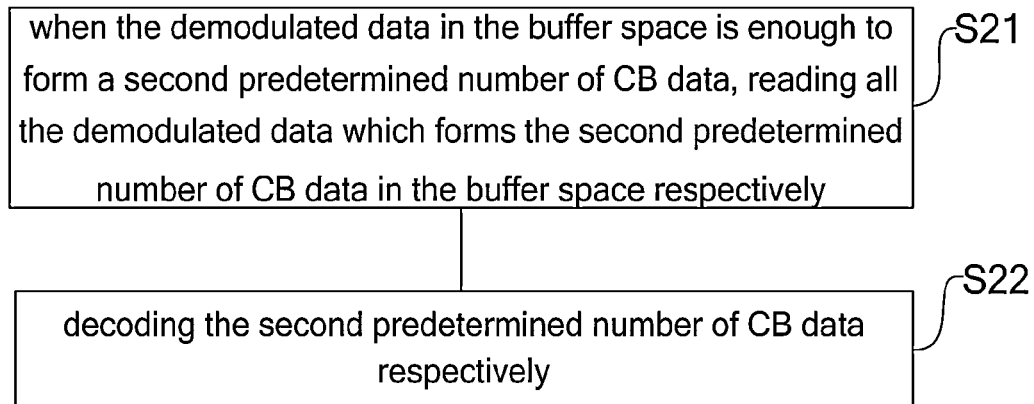 when the demodulated data in the buffer space is enough to
form a second predetermined number of CB data, reading all
the demodulated data which forms the second predetermined
number of CB data in the buffer space respectively
S21
decoding the second predetermined number of CB data
respectively
S22